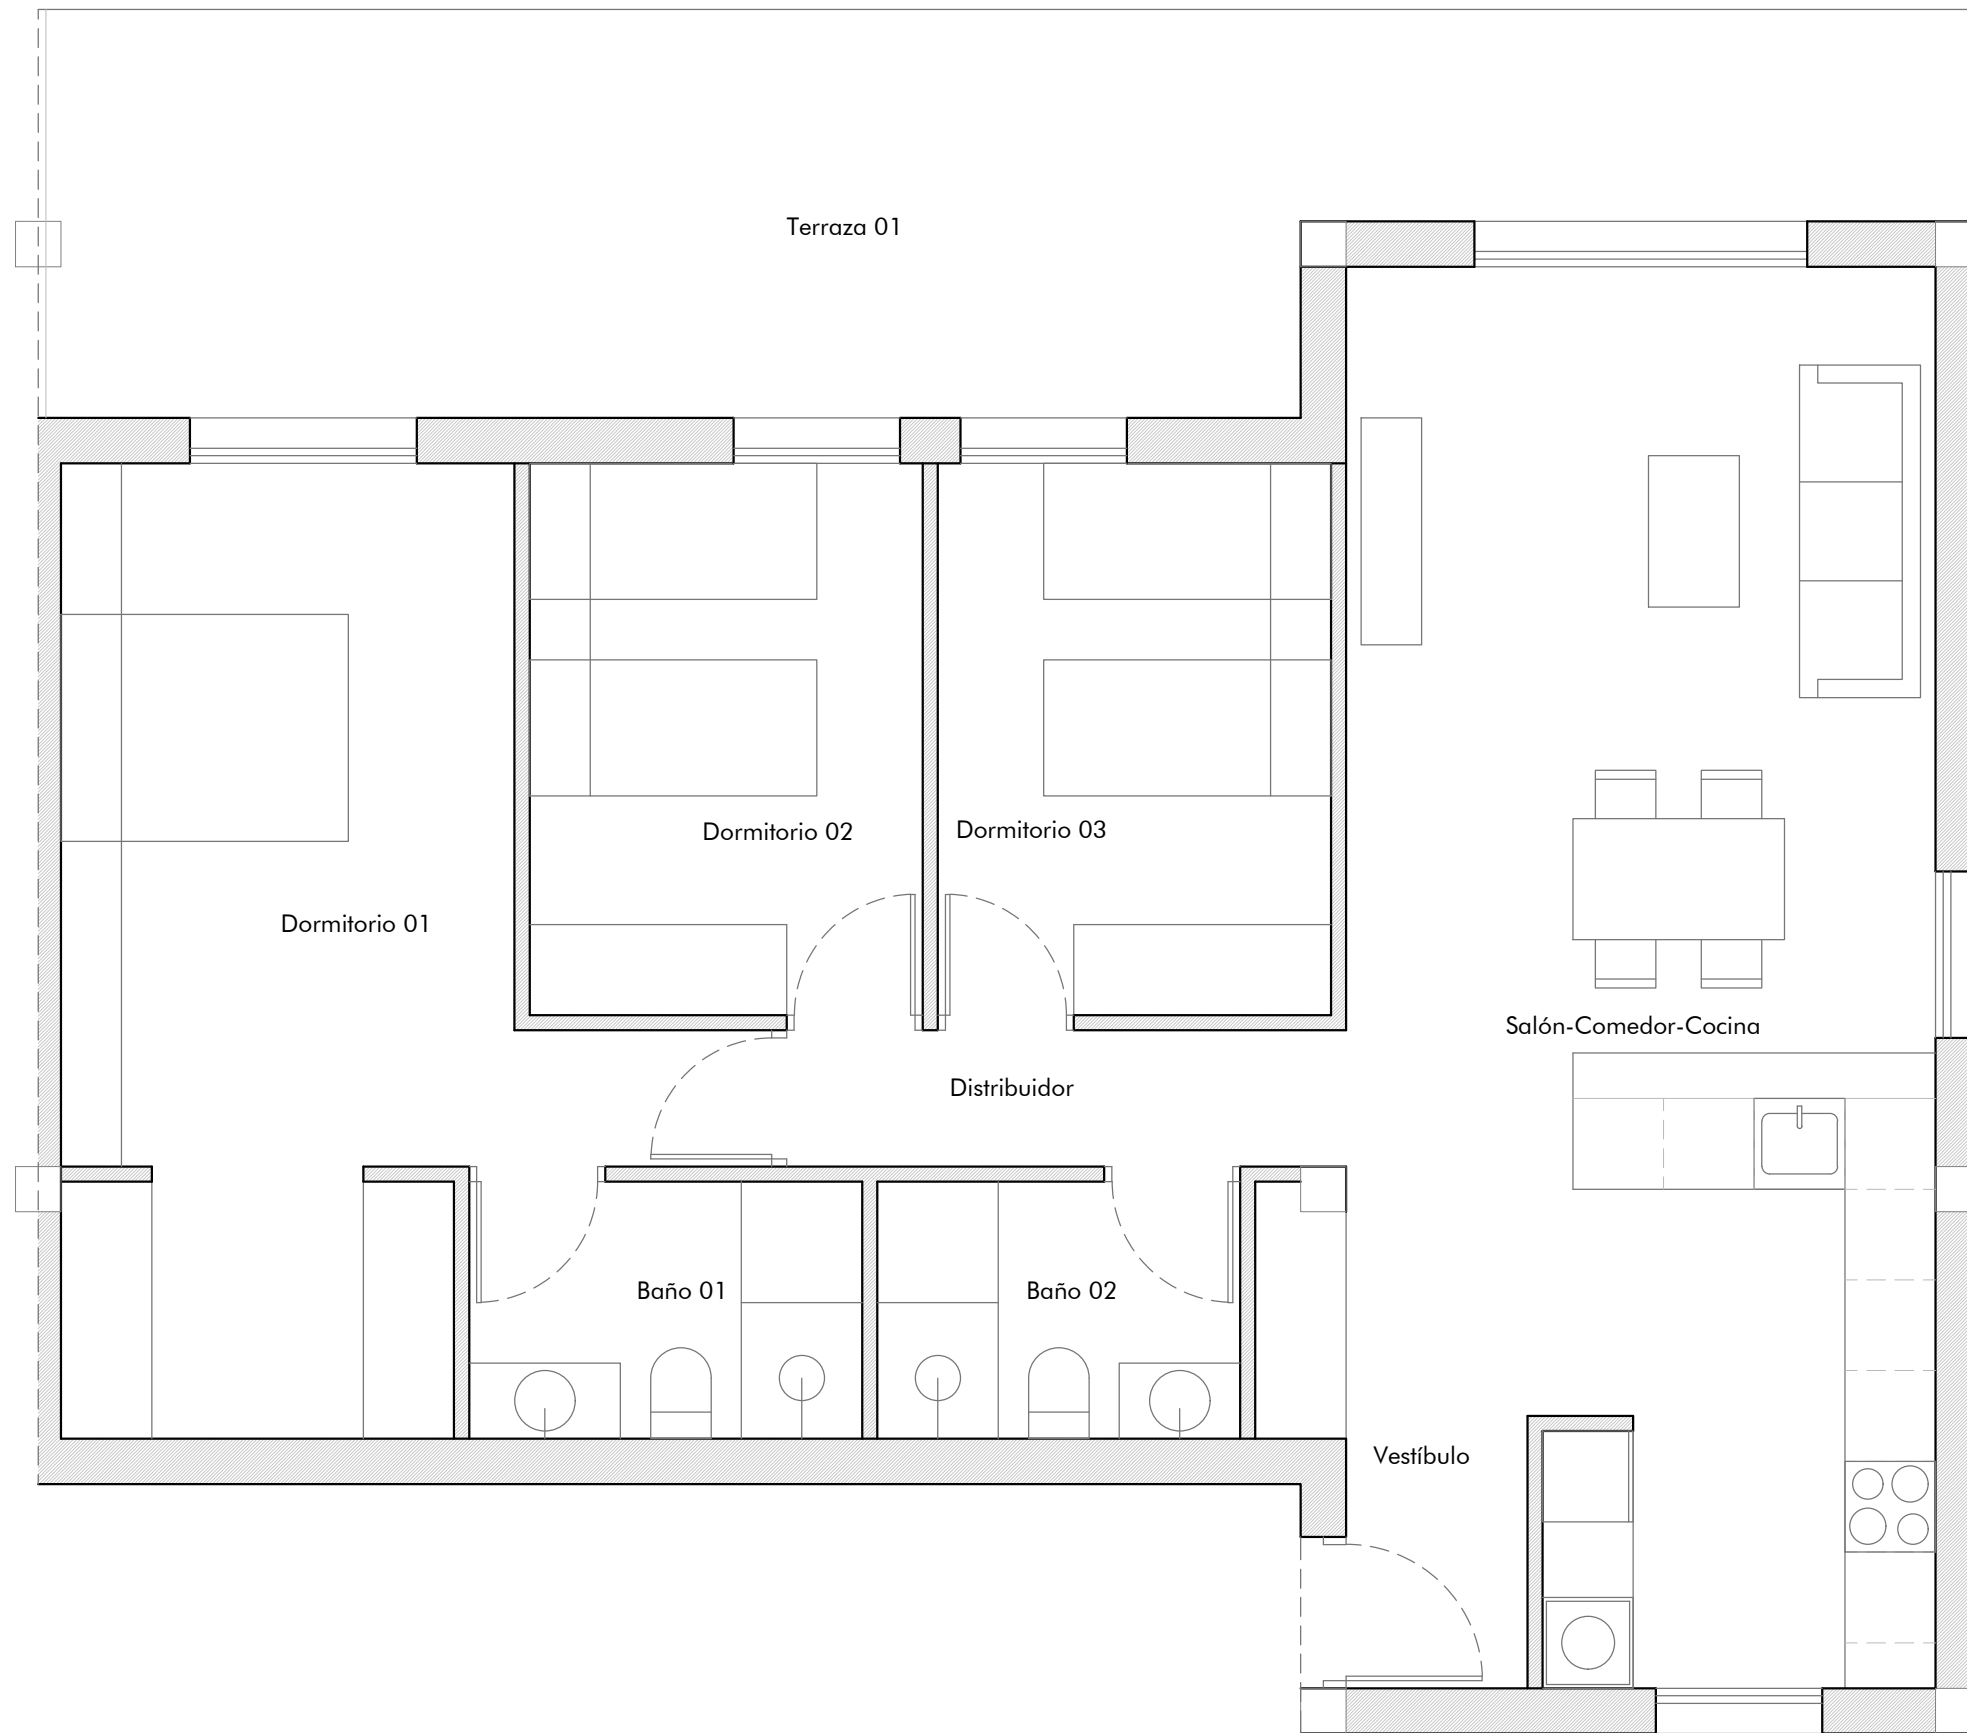 Terraza 01
Dormitorio 02
Dormitorio 03
Dormitorio 01
Salón-Comedor-Cocina
Distribuidor
Baño 01
Baño 02
Vestíbulo